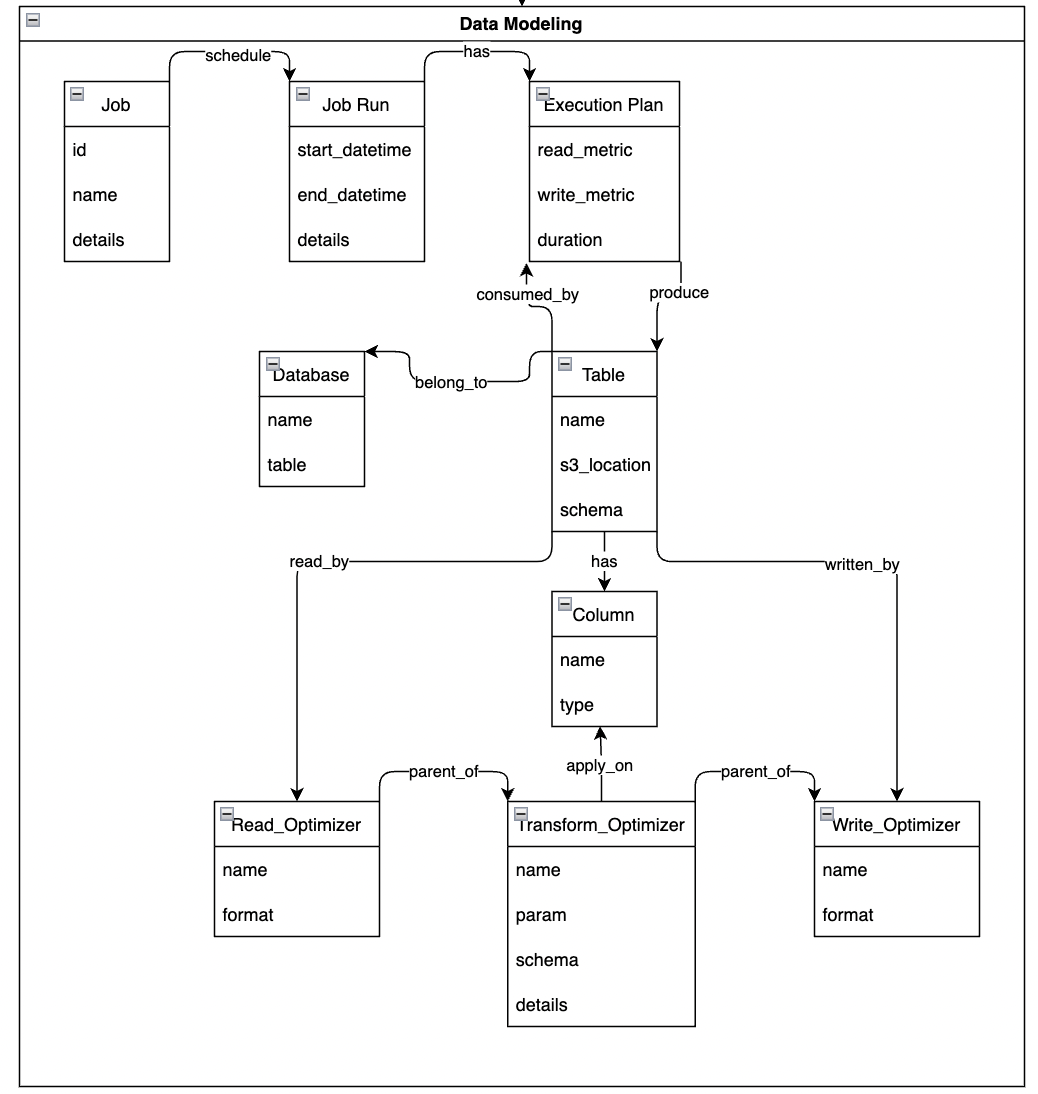 Data Modeling
schedule
has
Job
id
name
details
Job Run
start_datetime
end_datetime
details
Execution Plan
read_metric
write_metric
duration
consumed_by
produce
belong_to
Database
name
table
Table
name
s3_location
schema
read_by
has
written_by
Column
name
type
apply_on
parent_of
parent_of
Read_Optimizer
name
format
Transform_Optimizer
name
param
schema
details
Write_Optimizer
name
format